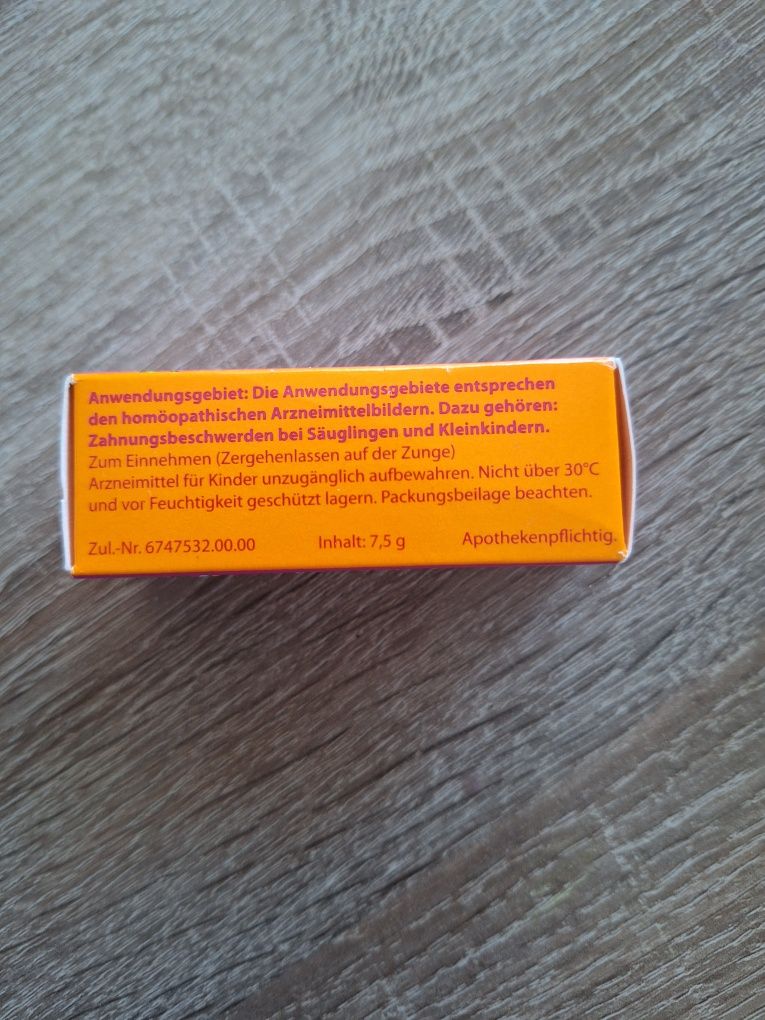 Anwendungsgebiet: Die Anwendungsgebiete entsprechen
den homöopathischen Arzneimittelbildern. Dazu gehören:
Zahnungsbeschwerden bei Säuglingen und Kleinkindern.
Zum Einnehmen (Zergehenlassen auf der Zunge)
Arzneimittel für Kinder unzugänglich aufbewahren. Nicht über 30°C
und vor Feuchtigkeit geschützt lagern. Packungsbeilage beachten.
Zul.-Nr. 6747532.00.00 Inhalt: 7,5 g Apothekenpflichtig.